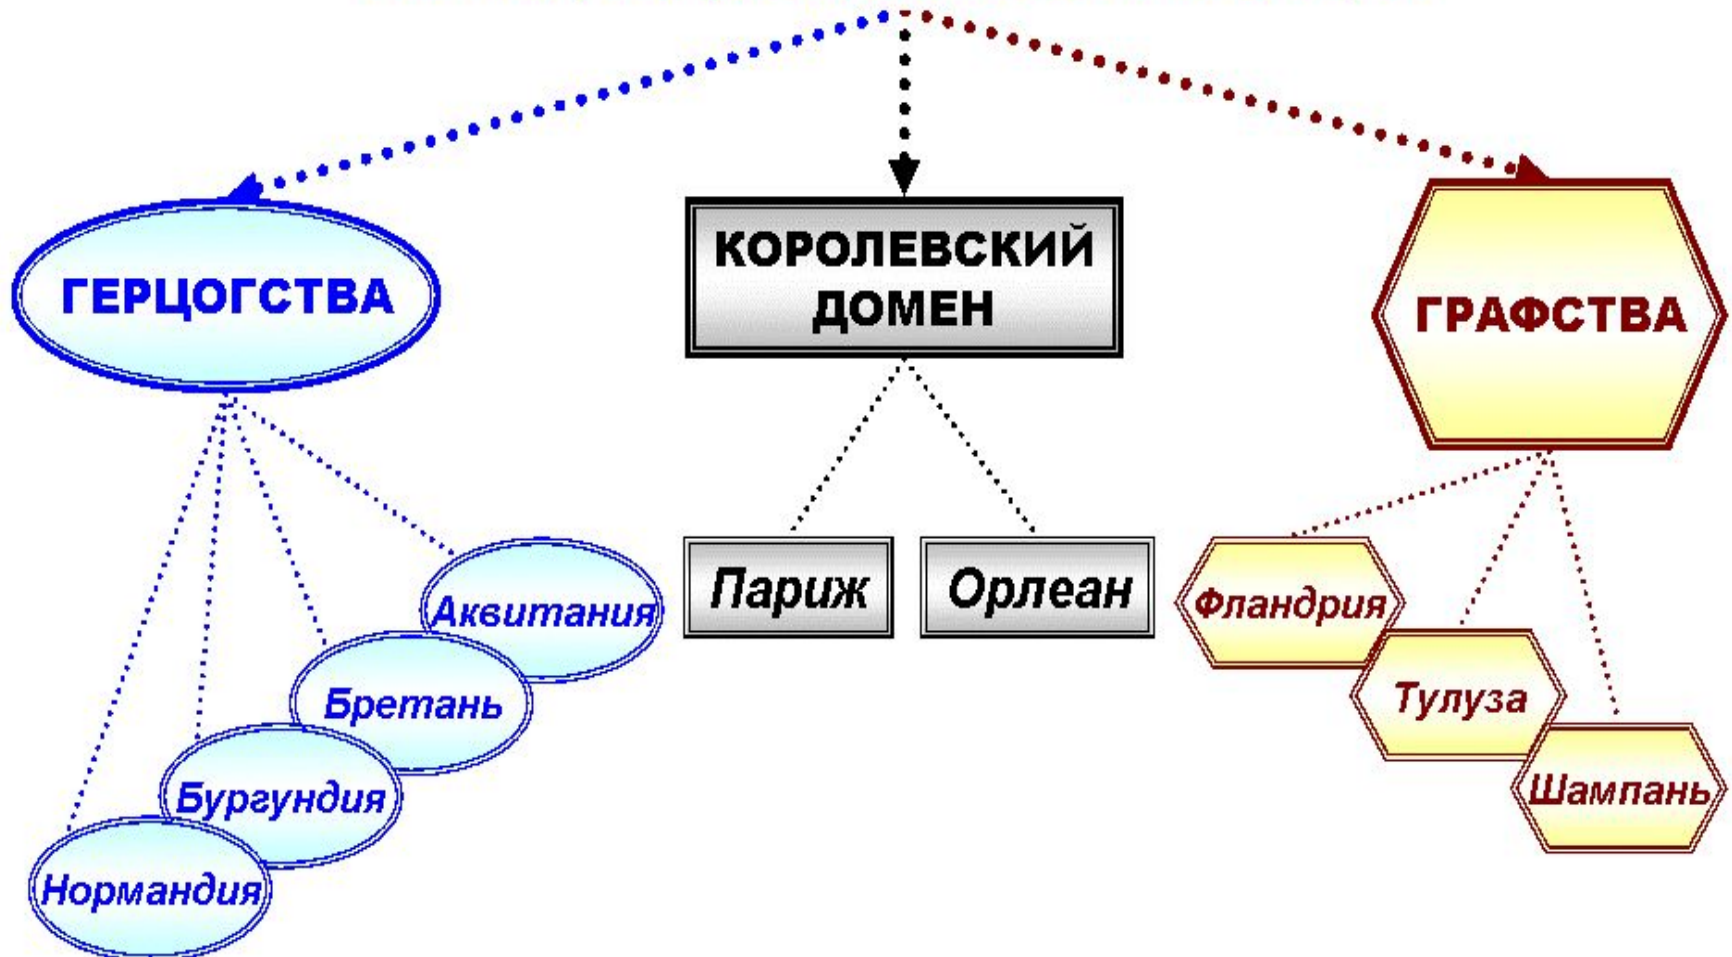 ГЕРЦОГСТВА
КОРОЛЕВСКИЙ
ДОМЕН
ГРАФСТВА
Аквитания
Бретань
Бургундия
Нормандия
Париж
Орлеан
Фландрия
Тулуза
Шампань